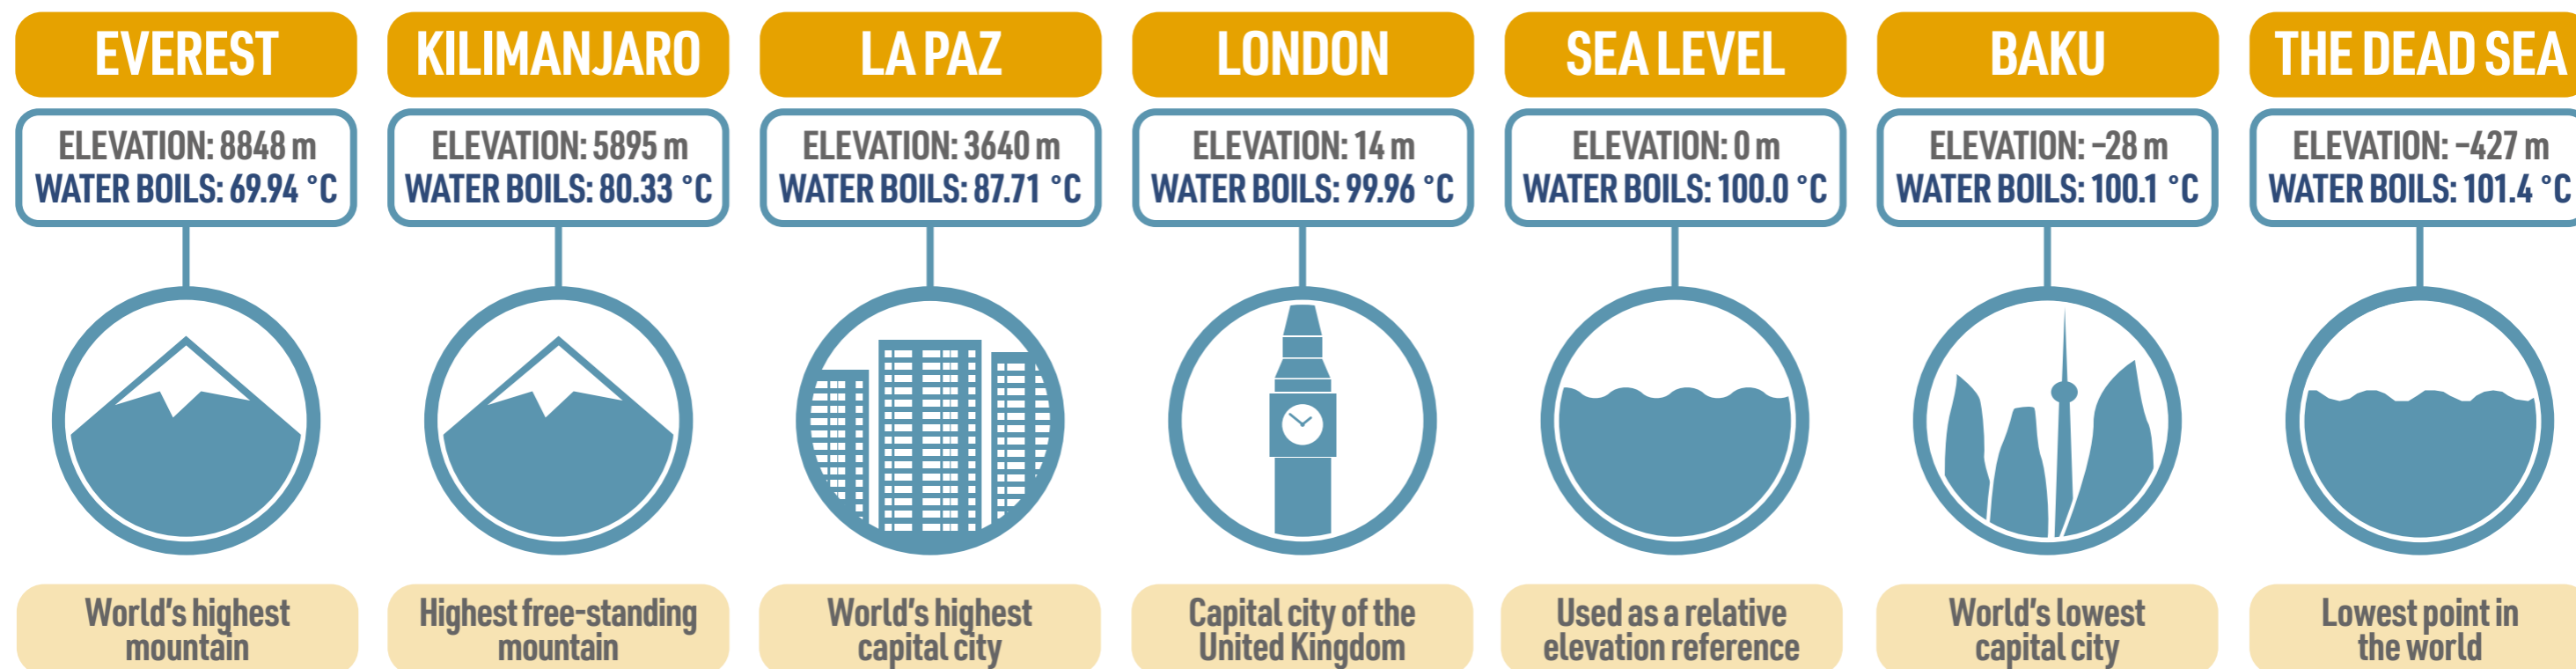 EVEREST
ELEVATION: 8848 m
WATER BOILS: 69.94 °C
World's highest
mountain
KILIMANJARO
ELEVATION: 5895 m
WATER BOILS: 80.33 °C
Highest free-standing
mountain
LA PAZ
ELEVATION: 3640 m
WATER BOILS: 87.71 °C
World's highest
capital city
LONDON
ELEVATION: 14 m
WATER BOILS: 99.96 °C
Capital city of the
United Kingdom
SEA LEVEL
ELEVATION: 0 m
WATER BOILS: 100.0 °C
Used as a relative
elevation reference
BAKU
ELEVATION: -28 m
WATER BOILS: 100.1 °C
World's lowest
capital city
THE DEAD SEA
ELEVATION: -427 m
WATER BOILS: 101.4 °C
Lowest point in
the world